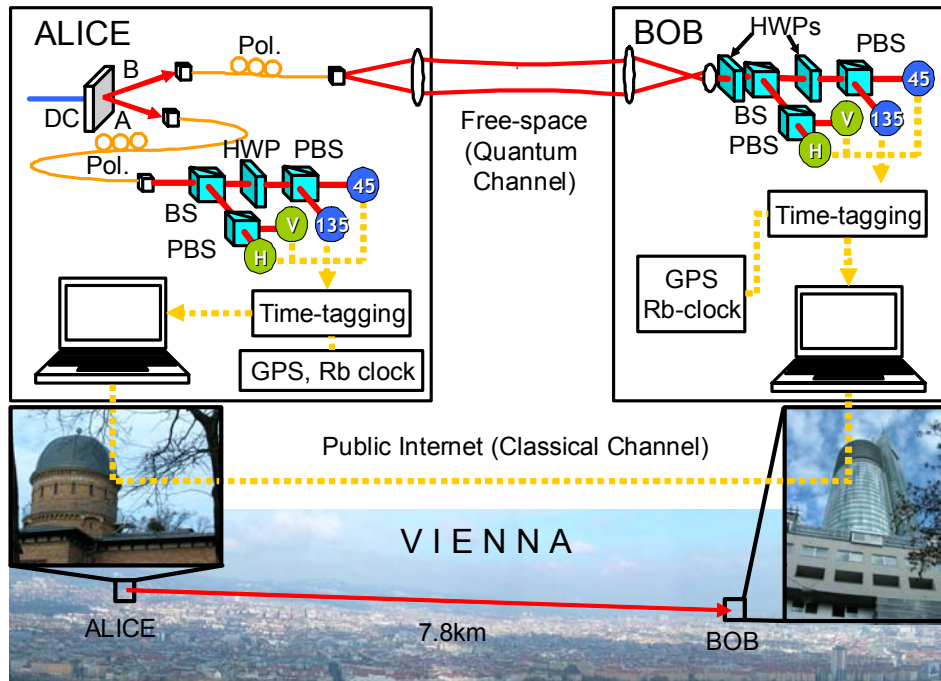 ALICE
Pol.
B
DC
A
Pol.
HWP
PBS
45
BS
V
135
PBS
H
Time-tagging
GPS, Rb clock
Free-space
(Quantum
Channel)
BOB
HWPs
PBS
45
BS
V
135
PBS
H
Time-tagging
GPS
Rb-clock
Public Internet (Classical Channel)
VIENNA
ALICE
7.8km
BOB